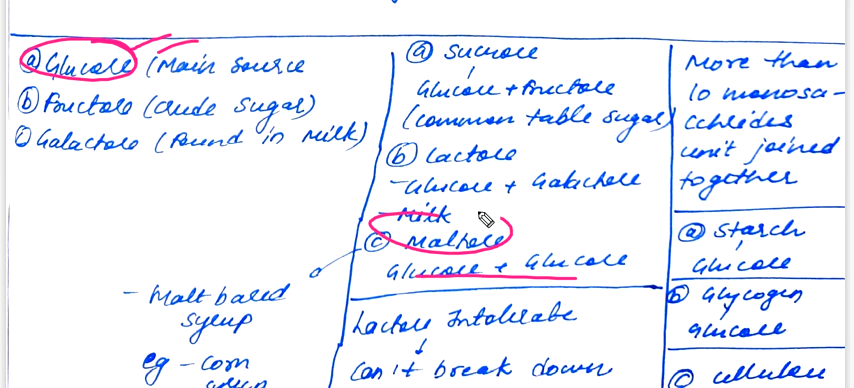 (a) Glucose (Main source
(b) Fructose (crude sugar)
(c) Galactose (found in milk)
- Malt based
syrup
eg - corn
(a) Sucrose
Glucose + Fructose
(common table sugar)
(b) Lactose
- Glucose + Galactose
- Milk
(c) Maltose
Glucose + Glucose
Lactose Intolerate
Can't break down
More than
10 monosa-
cchrides
unit joined
together
(a) Starch
Glucose
(b) Glycogen
Glucose
(c) cellulose